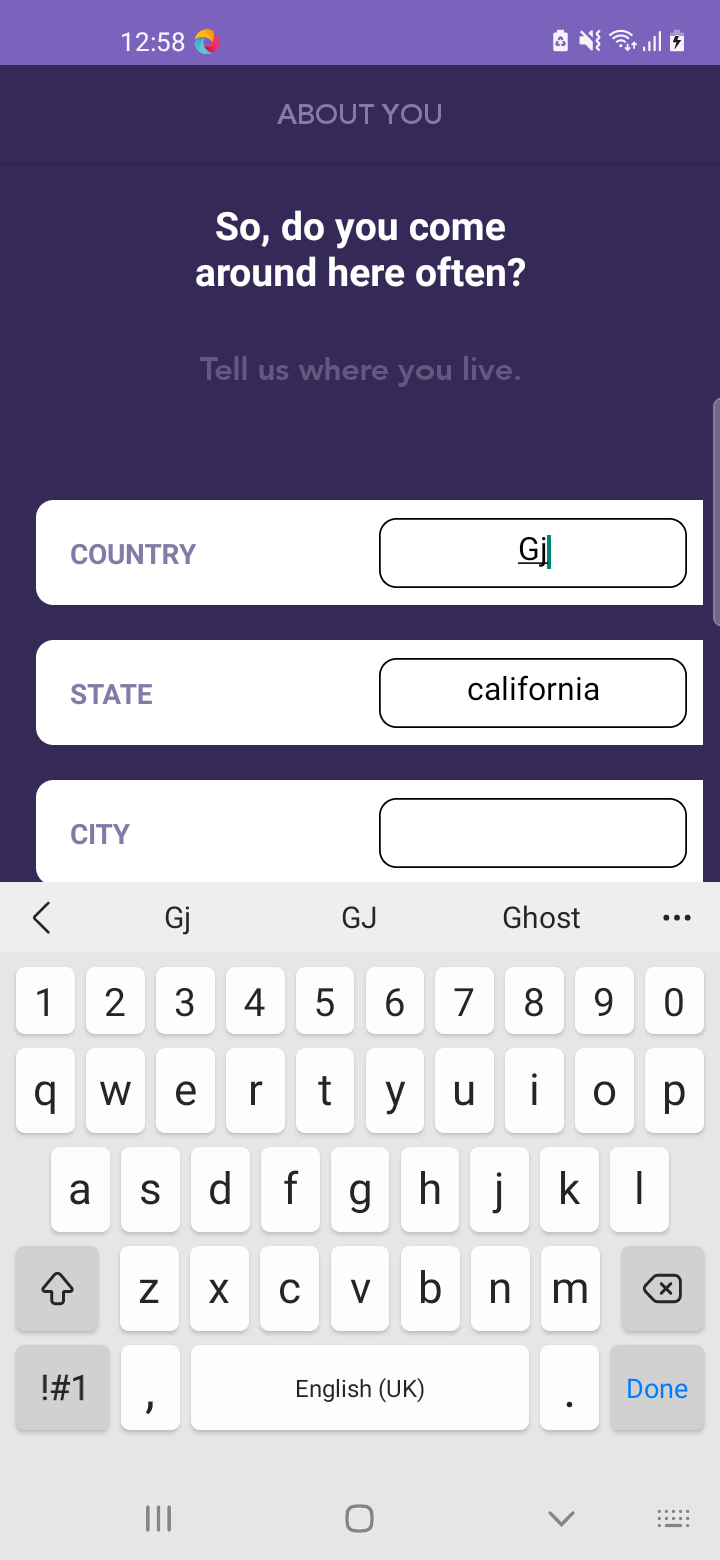 12:58
ABOUT YOU
So, do you come
around here often?
Tell us where you live.
COUNTRY Gj
STATE california
CITY
Gj GJ Ghost
1 2 3 4 5 6 7 8 9 0
q w e r t y u i o p
a s d f g h j k l
z x c v b n m
!#1 , English (UK) . Done